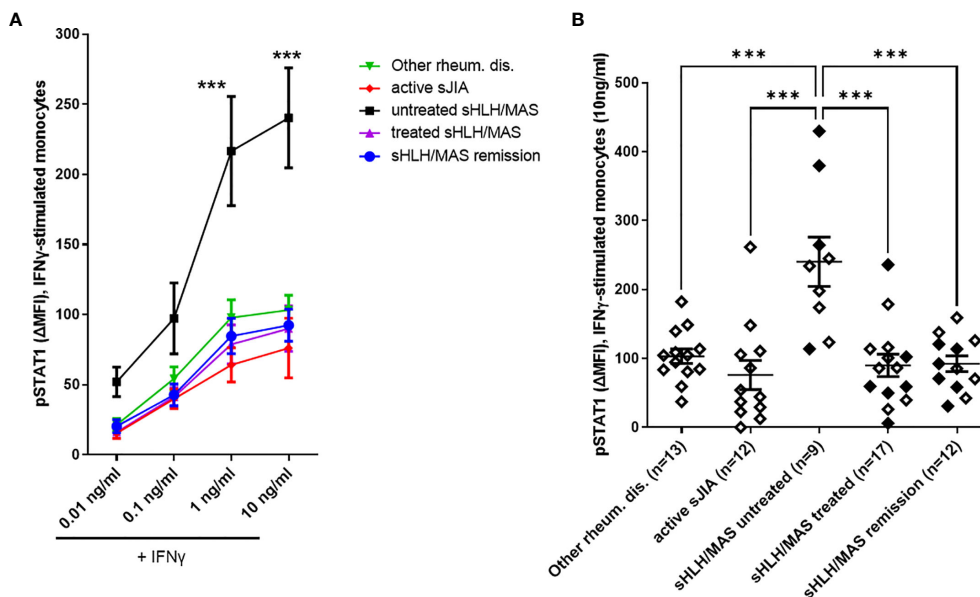 A
pSTAT1 (ΔMFI), IFNγ-stimulated monocytes
300
250
200
150
100
50
0
***
***
0.01 ng/ml
0.1 ng/ml
1 ng/ml
10 ng/ml
+ IFNγ
Other rheum. dis.
active sJIA
untreated sHLH/MAS
treated sHLH/MAS
sHLH/MAS remission
B
pSTAT1 (ΔMFI), IFNγ-stimulated monocytes (10ng/ml)
500
400
300
200
100
0
***
***
***
***
Other rheum. dis. (n=13)
active sJIA (n=12)
sHLH/MAS untreated (n=9)
sHLH/MAS treated (n=17)
sHLH/MAS remission (n=12)